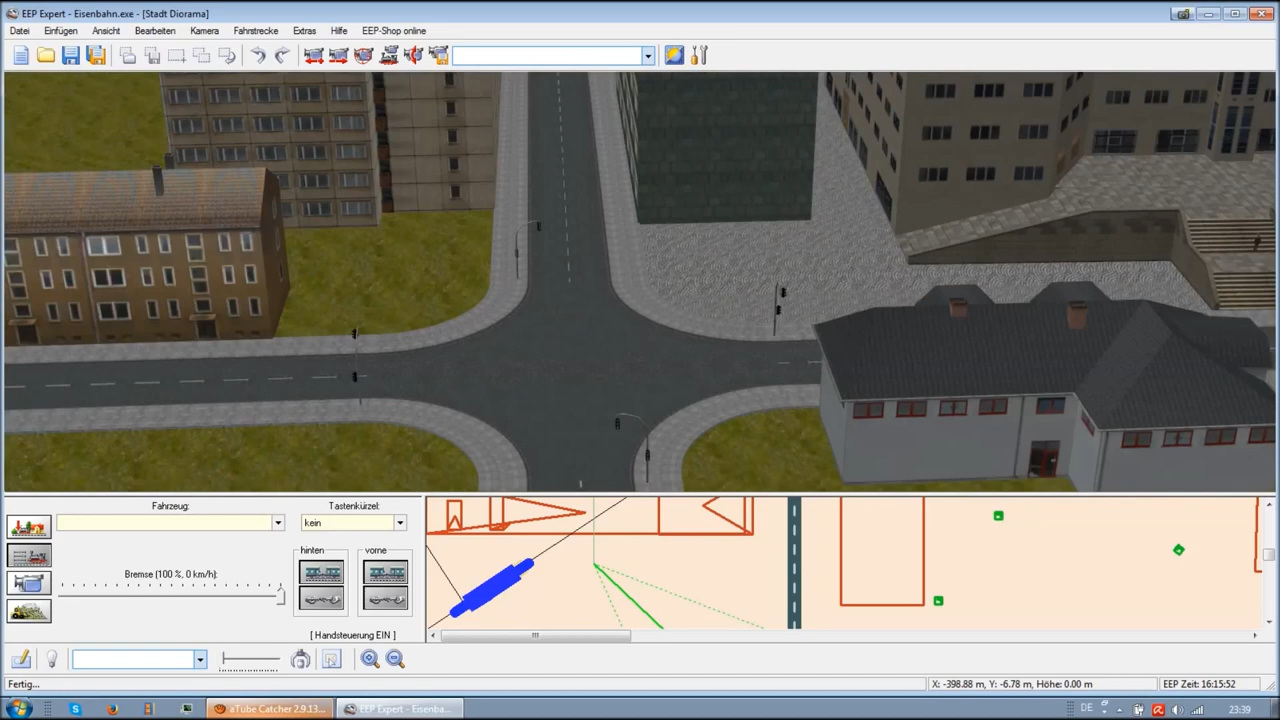 EEP Expert - Eisenbahn.exe - [Stadt Diorama]
Datei Einfügen Ansicht Bearbeiten Kamera Fahrstrecke Extras Hilfe EEP-Shop online
Fahrzeug:
Tastenkürzel:
kein
hinten
vorne
Bremse (100 %, 0 km/h):
[ Handsteuerung EIN ]
Fertig...
X: -398.88 m, Y: -6.78 m, Höhe: 0.00 m
EEP Zeit: 16:15:52
aTube Catcher 2.9.13...
EEP Expert - Eisenba...
DE
23:39